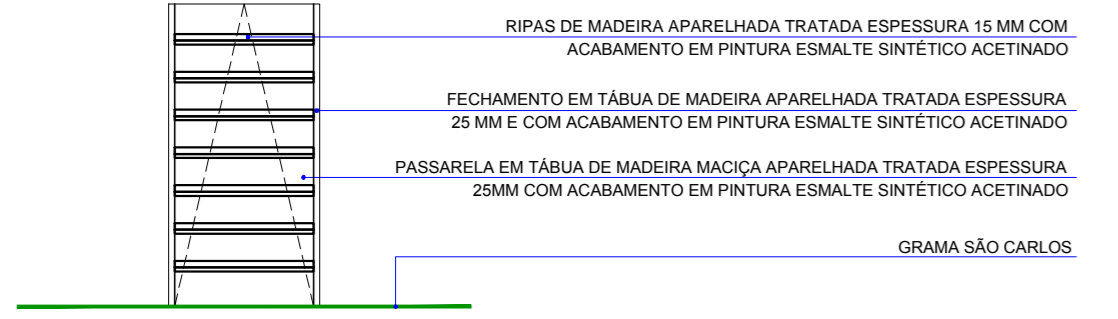 RIPAS DE MADEIRA APARELHADA TRATADA ESPESSURA 15 MM COM
ACABAMENTO EM PINTURA ESMALTE SINTÉTICO ACETINADO
FECHAMENTO EM TÁBUA DE MADEIRA APARELHADA TRATADA ESPESSURA
25 MM E COM ACABAMENTO EM PINTURA ESMALTE SINTÉTICO ACETINADO
PASSARELA EM TÁBUA DE MADEIRA MACIÇA APARELHADA TRATADA ESPESSURA
25MM COM ACABAMENTO EM PINTURA ESMALTE SINTÉTICO ACETINADO
GRAMA SÃO CARLOS